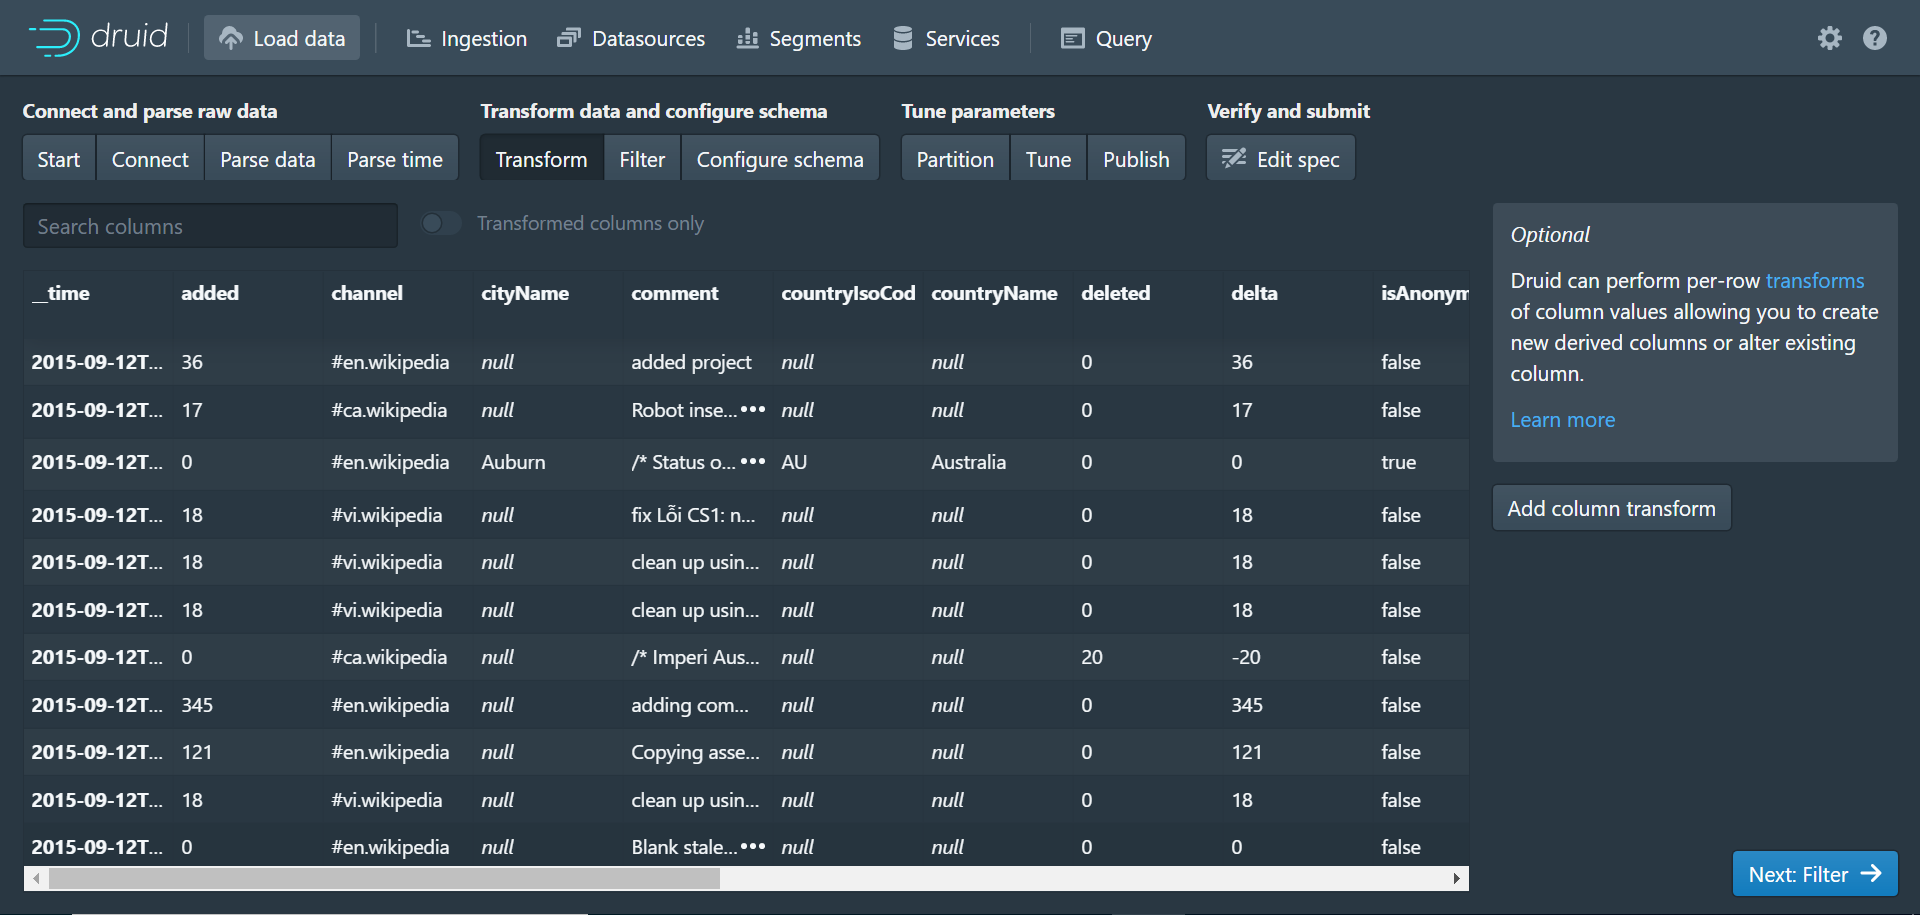 druid Load data Ingestion Datasources Segments Services Query
Connect and parse raw data Transform data and configure schema Tune parameters Verify and submit
Start Connect Parse data Parse time Transform Filter Configure schema Partition Tune Publish Edit spec
Search columns Transformed columns only
__time added channel cityName comment countryIsoCod countryName deleted delta isAnonym
2015-09-12T... 36 #en.wikipedia null added project null null 0 36 false
2015-09-12T... 17 #ca.wikipedia null Robot inse...••• null null 0 17 false
2015-09-12T... 0 #en.wikipedia Auburn /* Status o...••• AU Australia 0 0 true
2015-09-12T... 18 #vi.wikipedia null fix Lỗi CS1: n... null null 0 18 false
2015-09-12T... 18 #vi.wikipedia null clean up usin... null null 0 18 false
2015-09-12T... 18 #vi.wikipedia null clean up usin... null null 0 18 false
2015-09-12T... 0 #ca.wikipedia null /* Imperi Aus... null null 20 -20 false
2015-09-12T... 345 #en.wikipedia null adding com... null null 0 345 false
2015-09-12T... 121 #en.wikipedia null Copying asse... null null 0 121 false
2015-09-12T... 18 #vi.wikipedia null clean up usin... null null 0 18 false
2015-09-12T... 0 #en.wikipedia null Blank stale...••• null null 0 0 false
Optional
Druid can perform per-row transforms
of column values allowing you to create
new derived columns or alter existing
column.
Learn more
Add column transform
Next: Filter